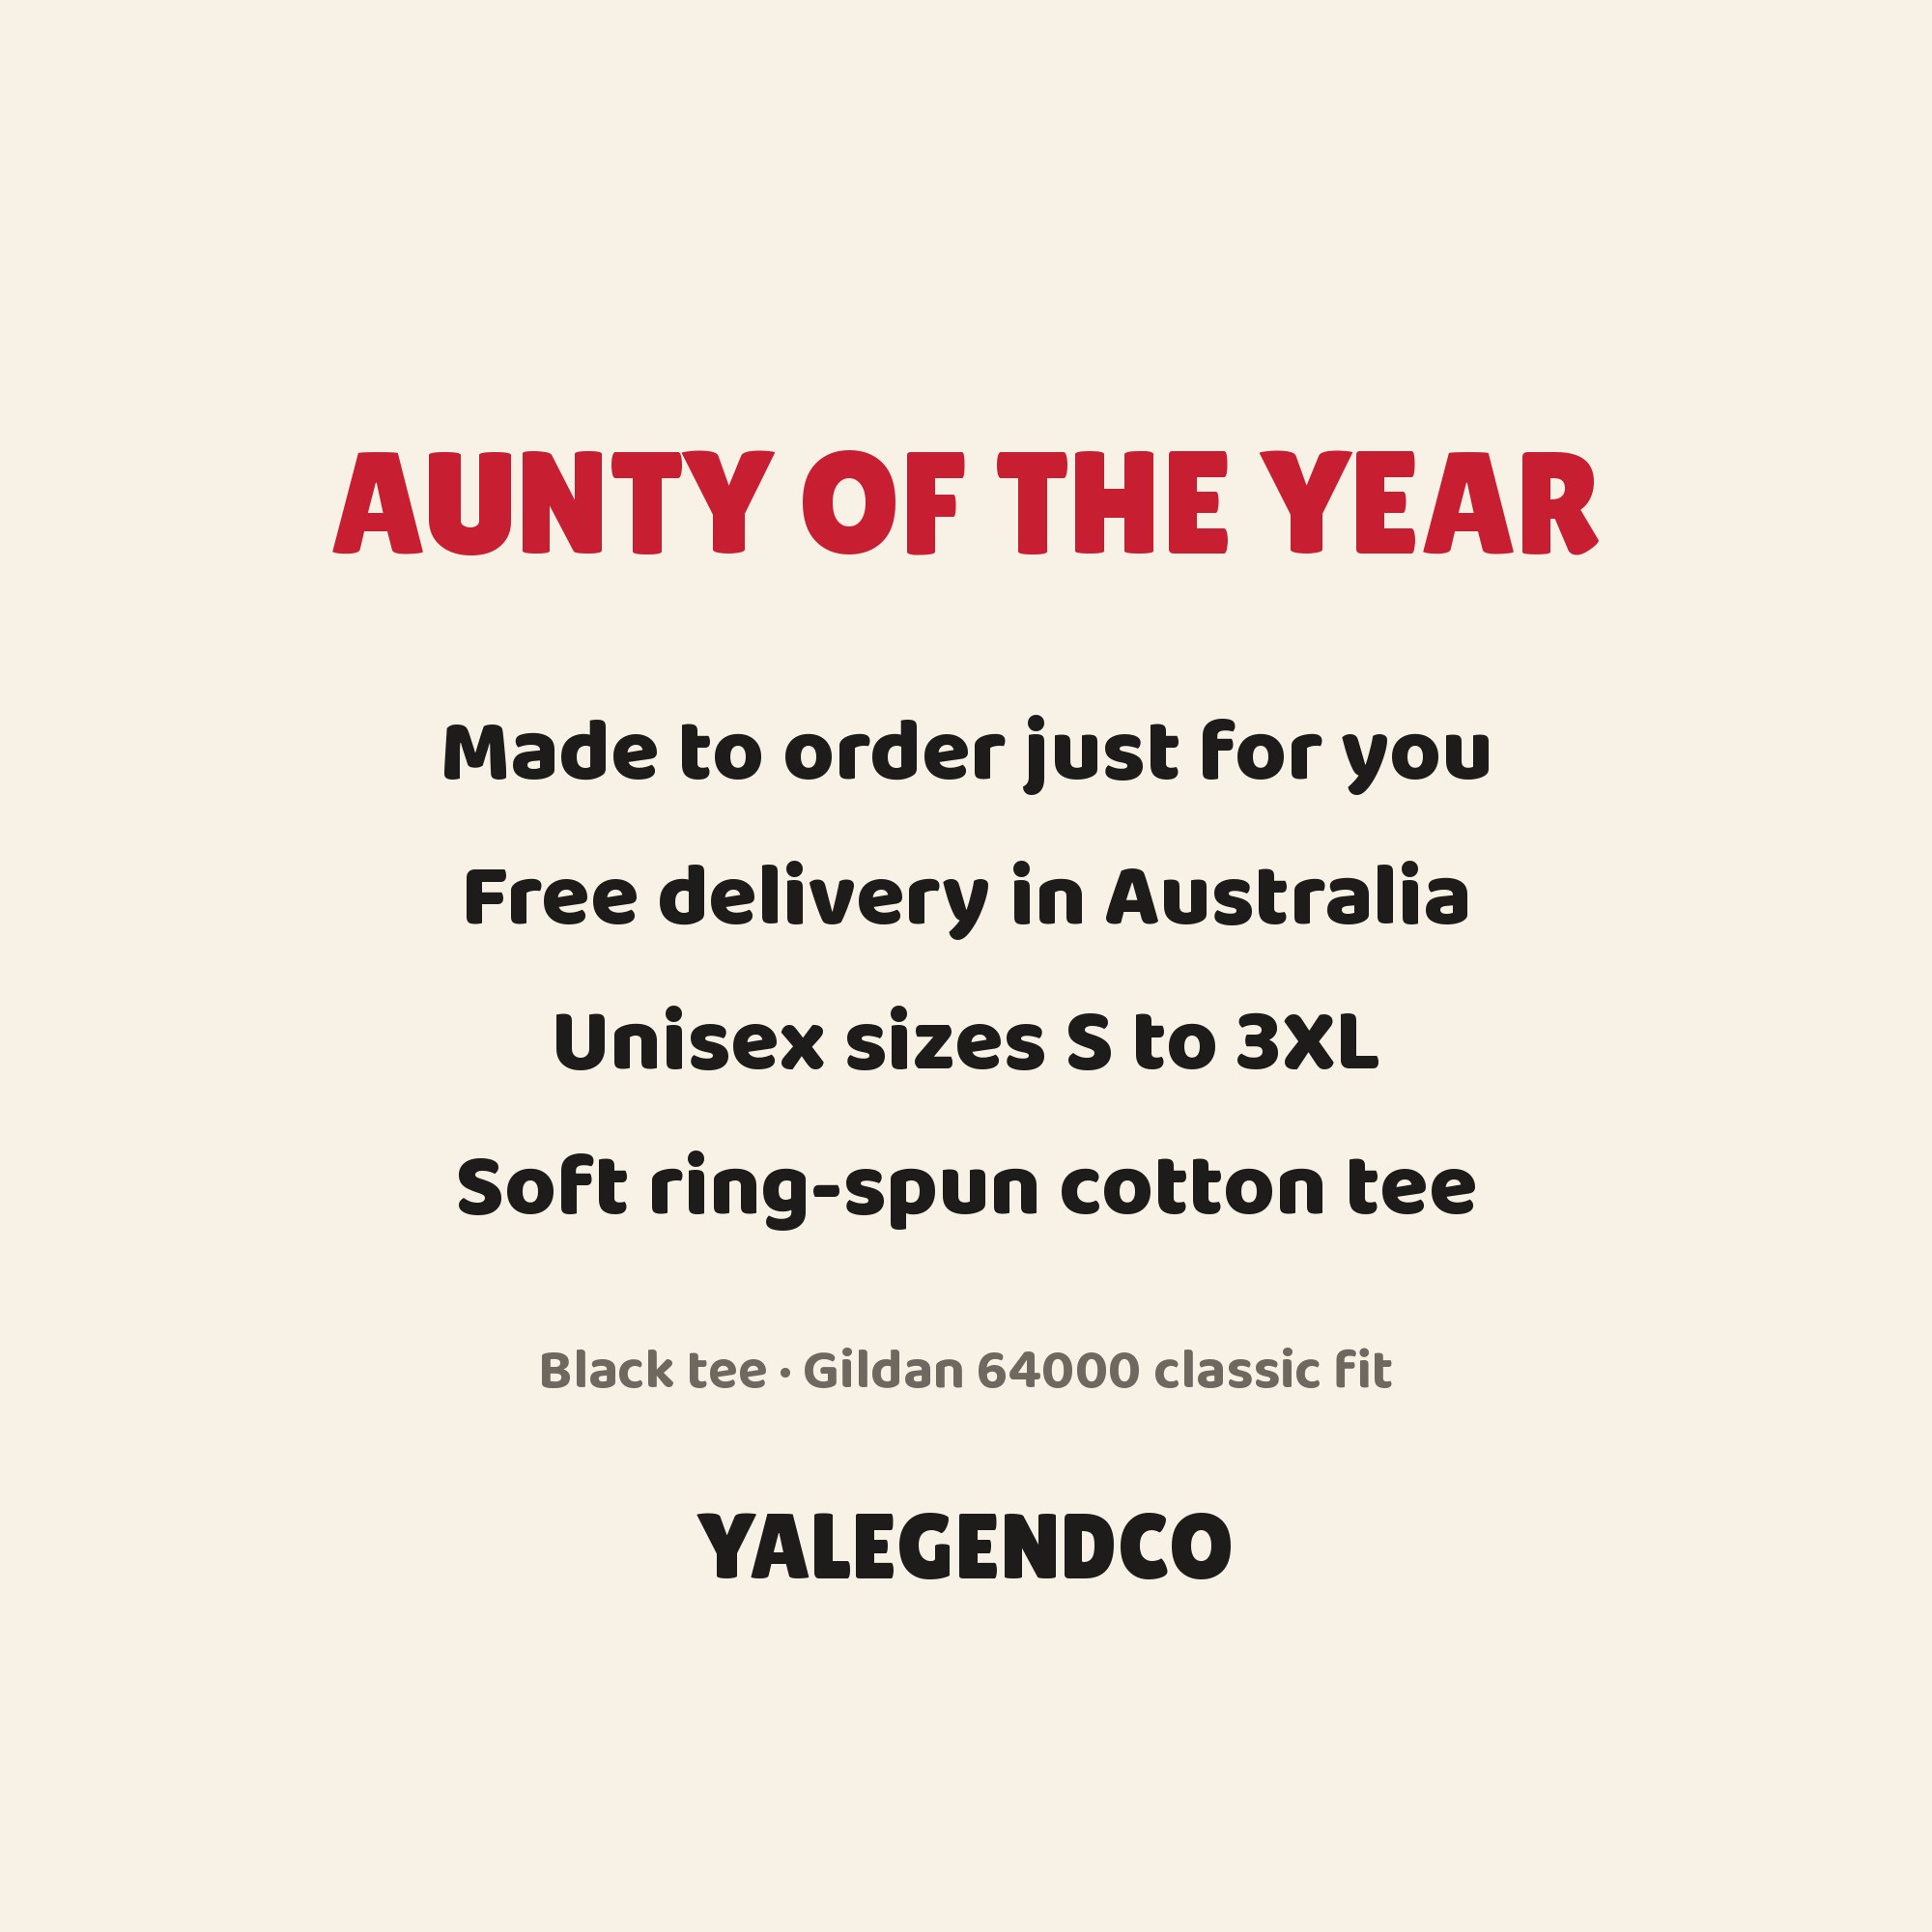 AUNTY OF THE YEAR
Made to order just for you
Free delivery in Australia
Unisex sizes S to 3XL
Soft ring-spun cotton tee
Black tee • Gildan 64000 classic fit
YALEGENDCO